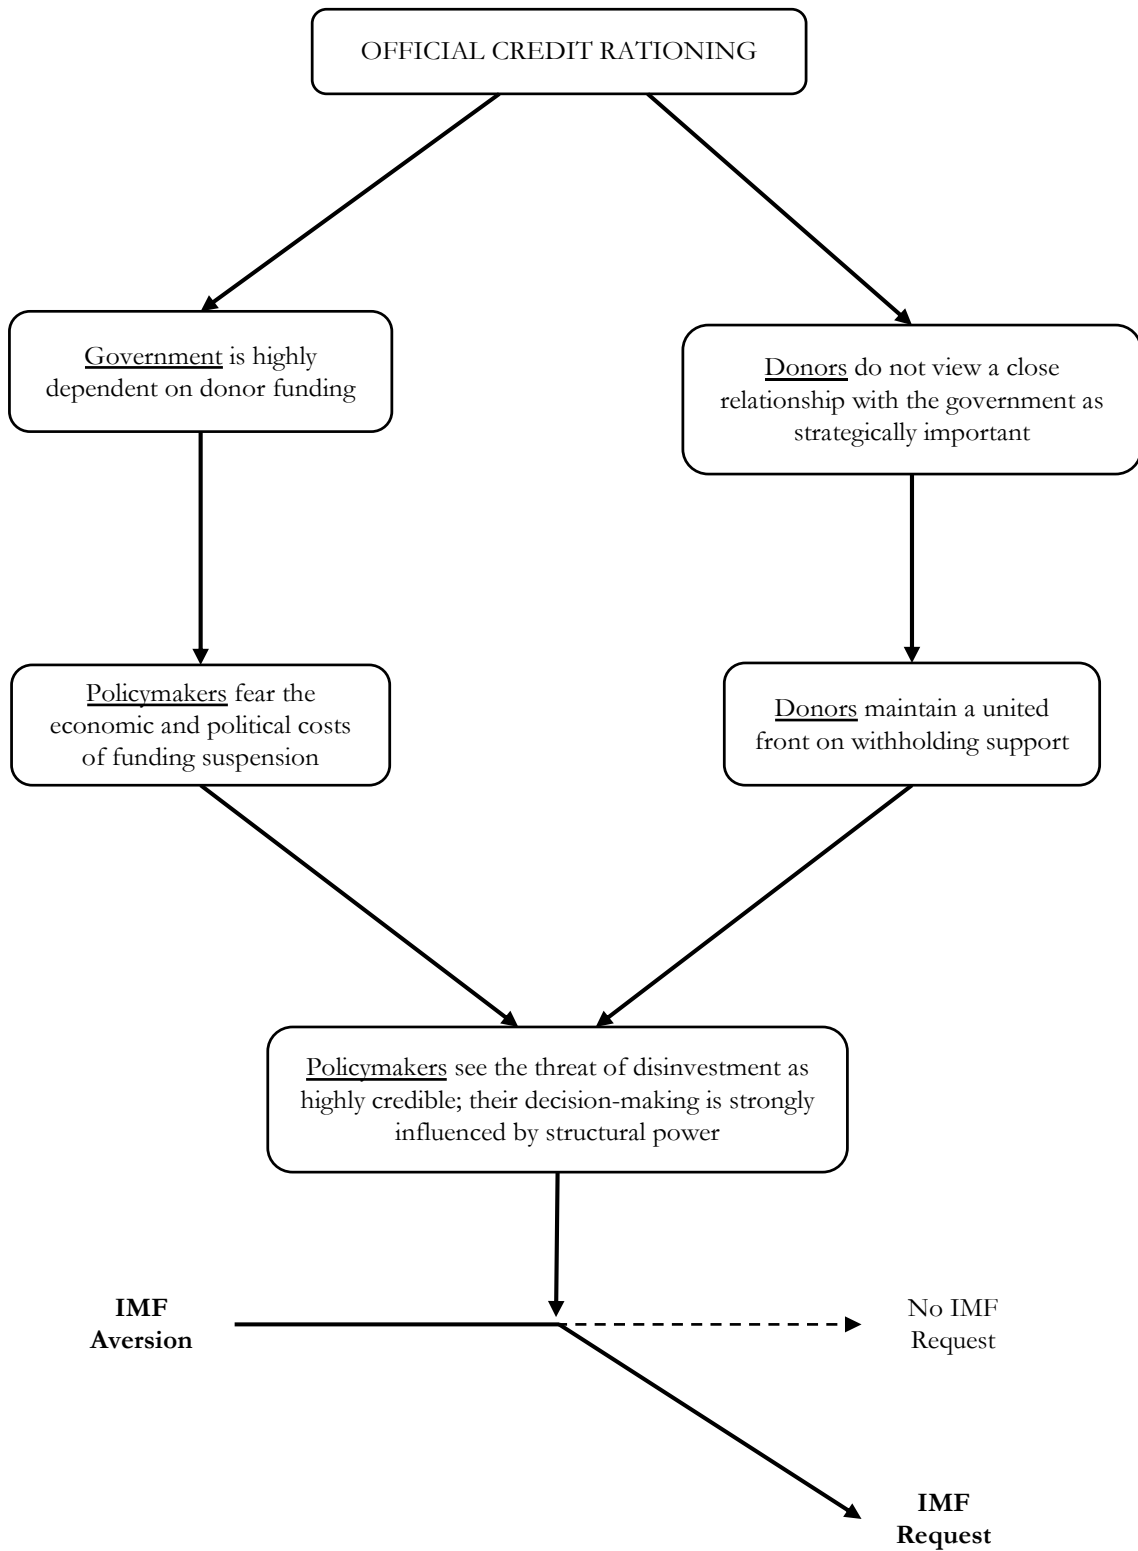 OFFICIAL CREDIT RATIONING
Government is highly
dependent on donor funding
Donors do not view a close
relationship with the government as
strategically important
Policymakers fear the
economic and political costs
of funding suspension
Donors maintain a united
front on withholding support
Policymakers see the threat of disinvestment as
highly credible; their decision-making is strongly
influenced by structural power
IMF
Aversion
No IMF
Request
IMF
Request